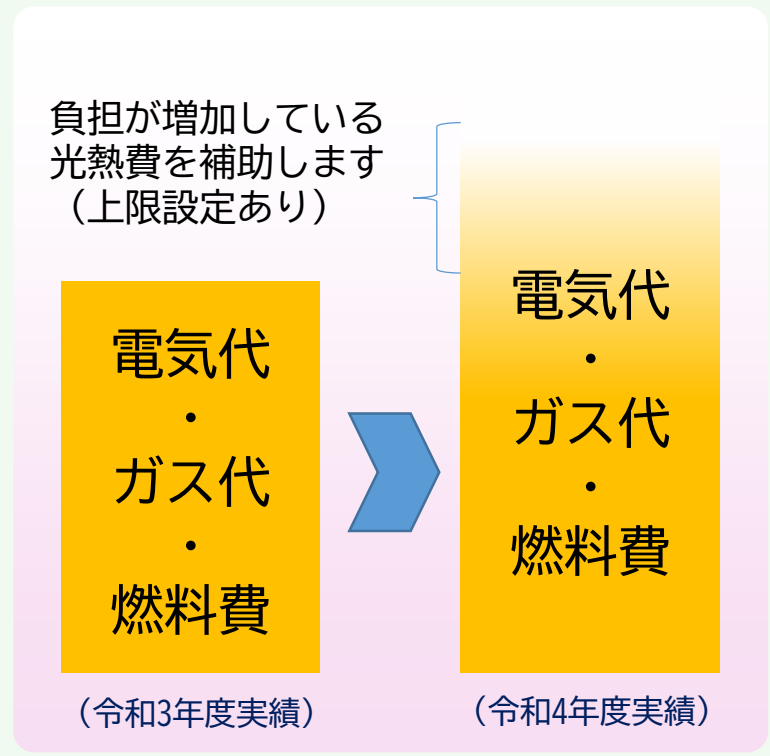 負担が増加している
光熱費を補助します
（上限設定あり）
電気代
・
ガス代
・
燃料費
（令和3年度実績）
電気代
・
ガス代
・
燃料費
（令和4年度実績）